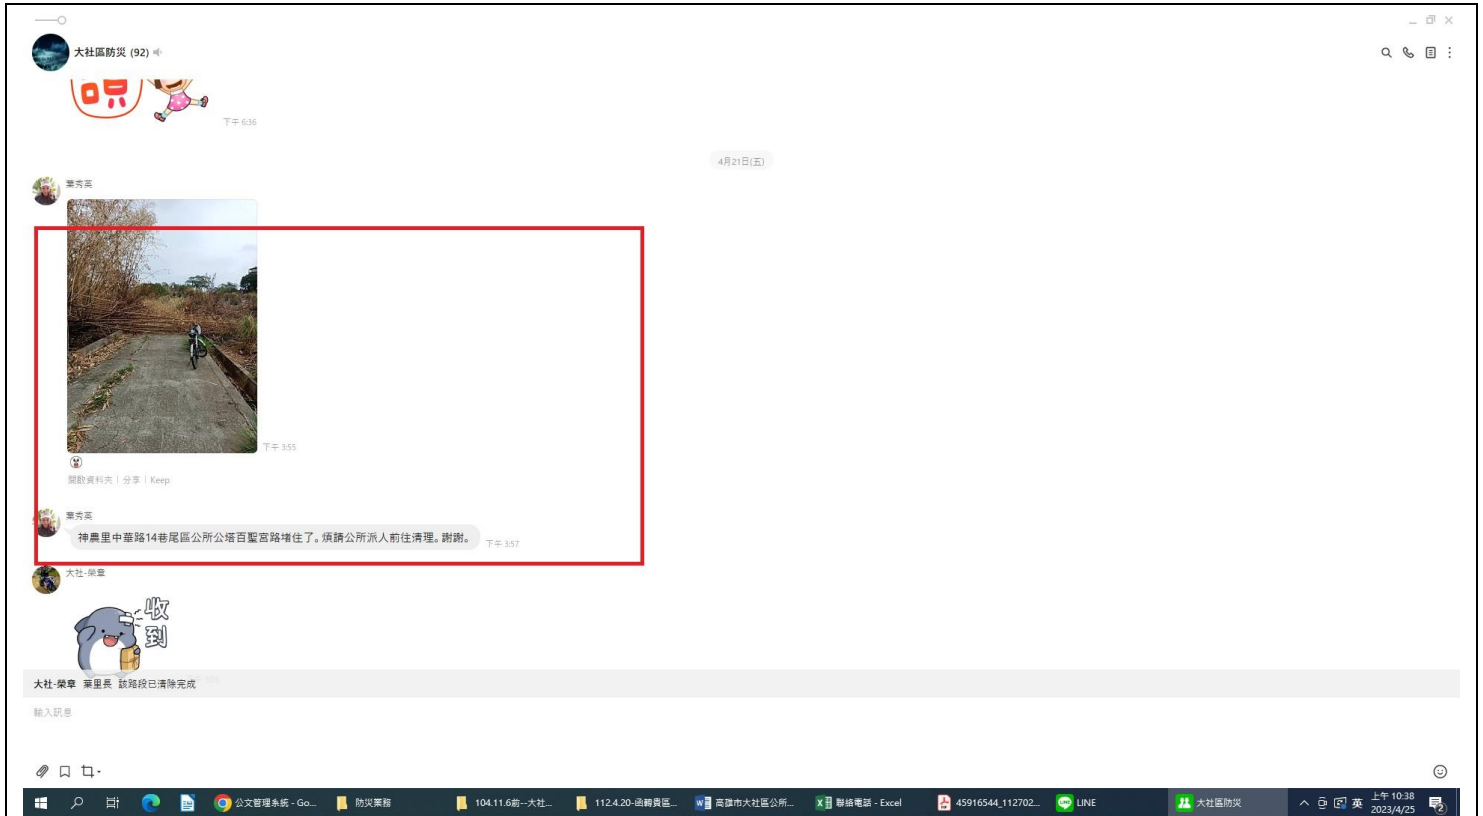 大社區防災 (92)
哄
下午 6:36
4月21日(五)
葉秀英
下午 3:55
開啟資料夾 | 分享 | Keep
葉秀英
神農里中華路14巷尾區公所公塔百聖宮路堵住了。煩請公所派人前往清理。謝謝。
下午 3:57
大社-榮章
收
到
大社-榮章 葉里長 該路段已清除完成
輸入訊息
公文管理系統 - Go...
防災業務
104.11.6前--大社...
112.4.20-函轉貴區...
高雄市大社區公所...
聯絡電話 - Excel
45916544_112702...
LINE
大社區防災
英
上午 10:38
2023/4/25
2